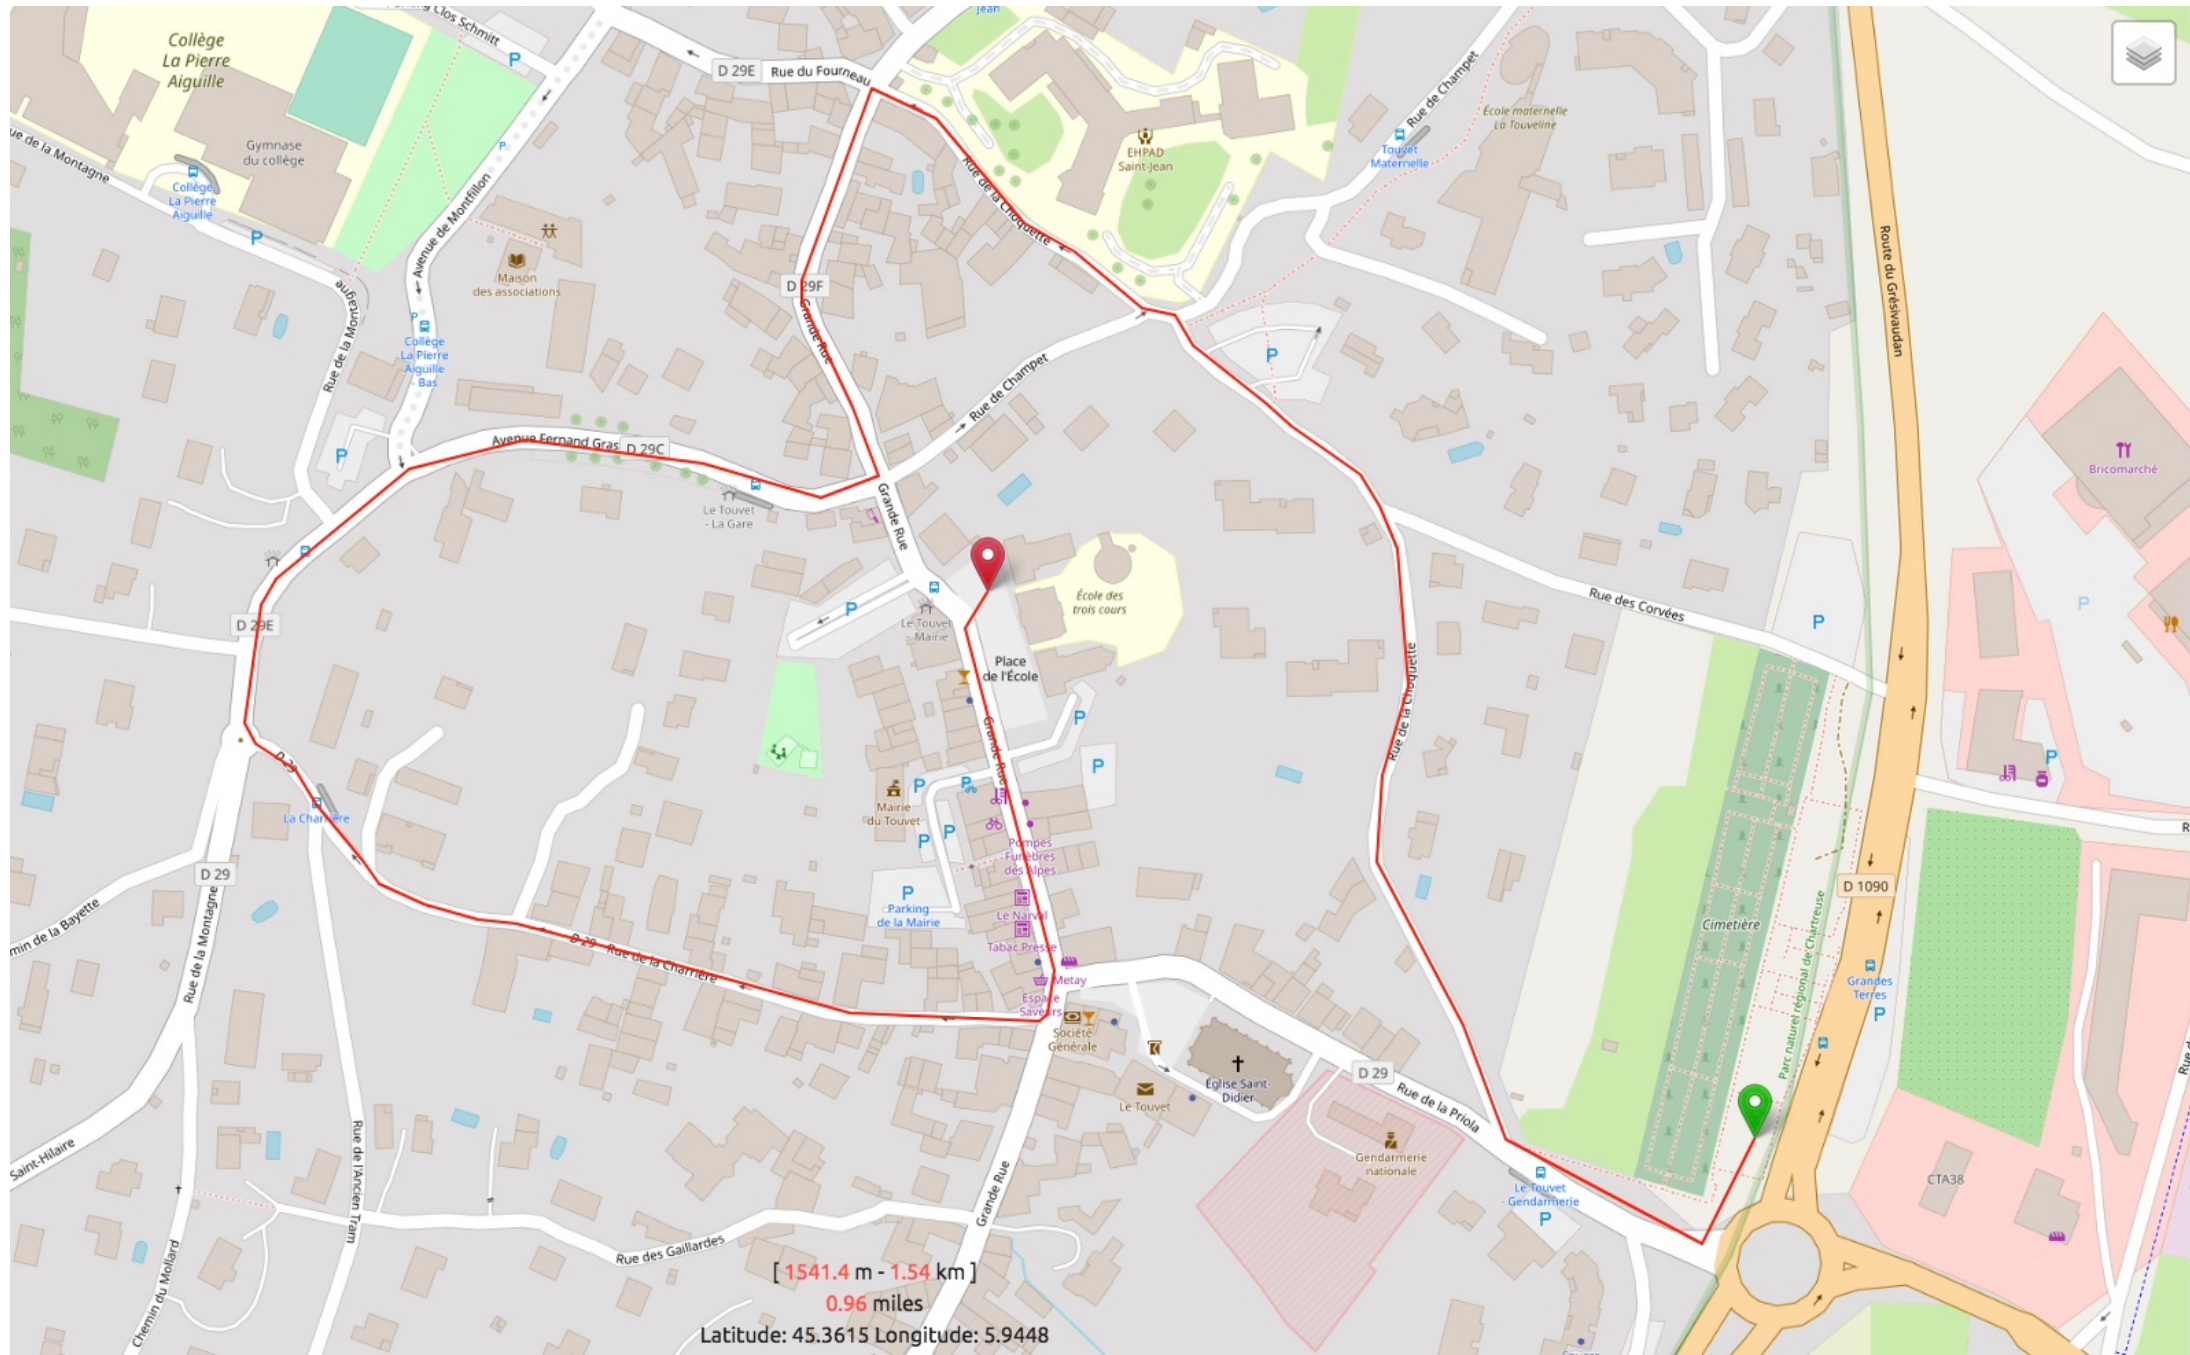 Parking Clos Schmitt
P
Jean
Collège
La Pierre
Aiguille
D 29E
Rue du Fourneau
Rue de Champet
École maternelle
La Touveline
Gymnase
du collège
ue de la Montagne
Collège
La Pierre
Aiguille
P
P
Avenue de Montfillon
EHPAD
Saint-Jean
Touvet
Maternelle
Rue de la Choquette
Route du Grésivaudan
Maison
des associations
D 29F
Grande Rue
Rue de la Montagne
P
Collège
La Pierre
Aiguille
- Bas
P
Rue de Champet
Bricomarché
Avenue Fernand Gras
D 29C
P
Le Touvet
- La Gare
Grande Rue
P
Le Touvet
- Mairie
École des
trois cours
Rue des Corvées
P
P
D 29E
Place
de l'École
Rue de la Choquette
P
Grande Rue
P
P
P
D 29
La Charrière
Mairie
du Touvet
P
P
P
Pompes
Funèbres
des Alpes
R
D 29
D 1090
P
Parking
de la Mairie
Le Narval
Tabac Presse
Cimetière
Parc naturel régional de Chartreuse
min de la Bayette
Rue de la Montagne
D 29 - Rue de la Charrière
Metay
Espace
Saveurs
Grandes
Terres
P
Société
Générale
Église Saint-
Didier
D 29
Rue de la Priola
Le Touvet
Rue d
Gendarmerie
nationale
Saint-Hilaire
Rue de l'Ancien Tram
Le Touvet
- Gendarmerie
P
CTA38
Grande Rue
Rue des Gaillardes
Chemin du Mollard
[ 1541.4 m - 1.54 km ]
0.96 miles
Latitude: 45.3615 Longitude: 5.9448